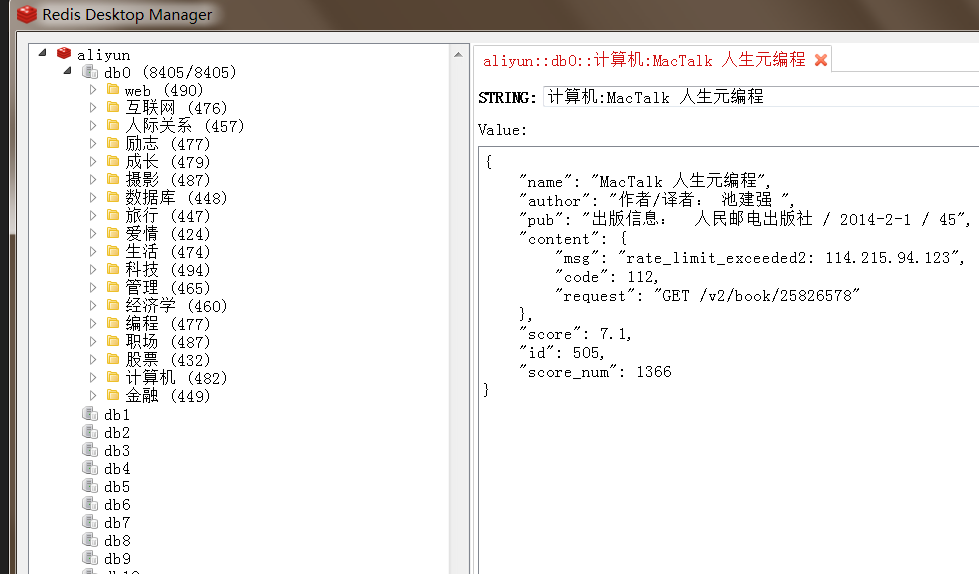 Redis Desktop Manager
aliyun
db0 (8405/8405)
web (490)
互联网 (476)
人际关系 (457)
励志 (477)
成长 (479)
摄影 (487)
数据库 (448)
旅行 (447)
爱情 (424)
生活 (474)
科技 (494)
管理 (465)
经济学 (460)
编程 (477)
职场 (487)
股票 (432)
计算机 (482)
金融 (449)
db1
db2
db3
db4
db5
db6
db7
db8
db9
aliyun::db0::计算机:MacTalk 人生元编程
STRING: 计算机:MacTalk 人生元编程
Value:
{
"name": "MacTalk 人生元编程",
"author": "作者/译者： 池建强 ",
"pub": "出版信息：  人民邮电出版社 / 2014-2-1 / 45",
"content": {
"msg": "rate_limit_exceeded2: 114.215.94.123",
"code": 112,
"request": "GET /v2/book/25826578"
},
"score": 7.1,
"id": 505,
"score_num": 1366
}